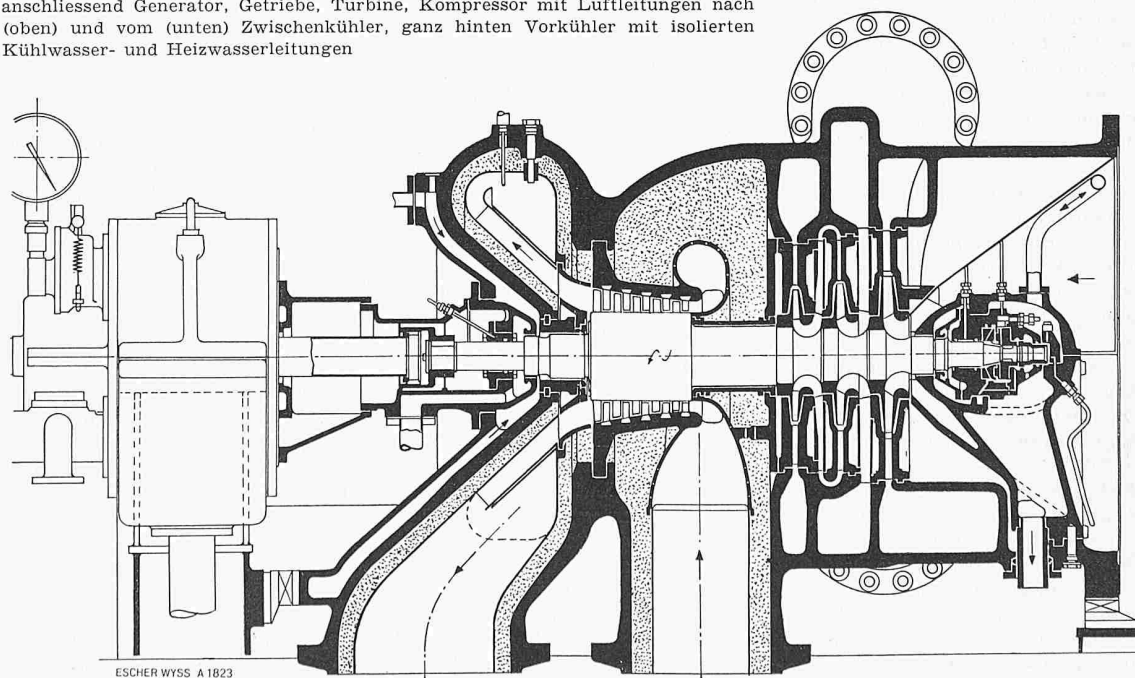 anschliessend Generator, Getriebe, Turbine, Kompressor mit Luftleitungen nach
(oben) und vom (unten) Zwischenkühler, ganz hinten Vorkühler mit isolierten
Kühlwasser- und Heizwasserleitungen
ESCHER WYSS A 1823